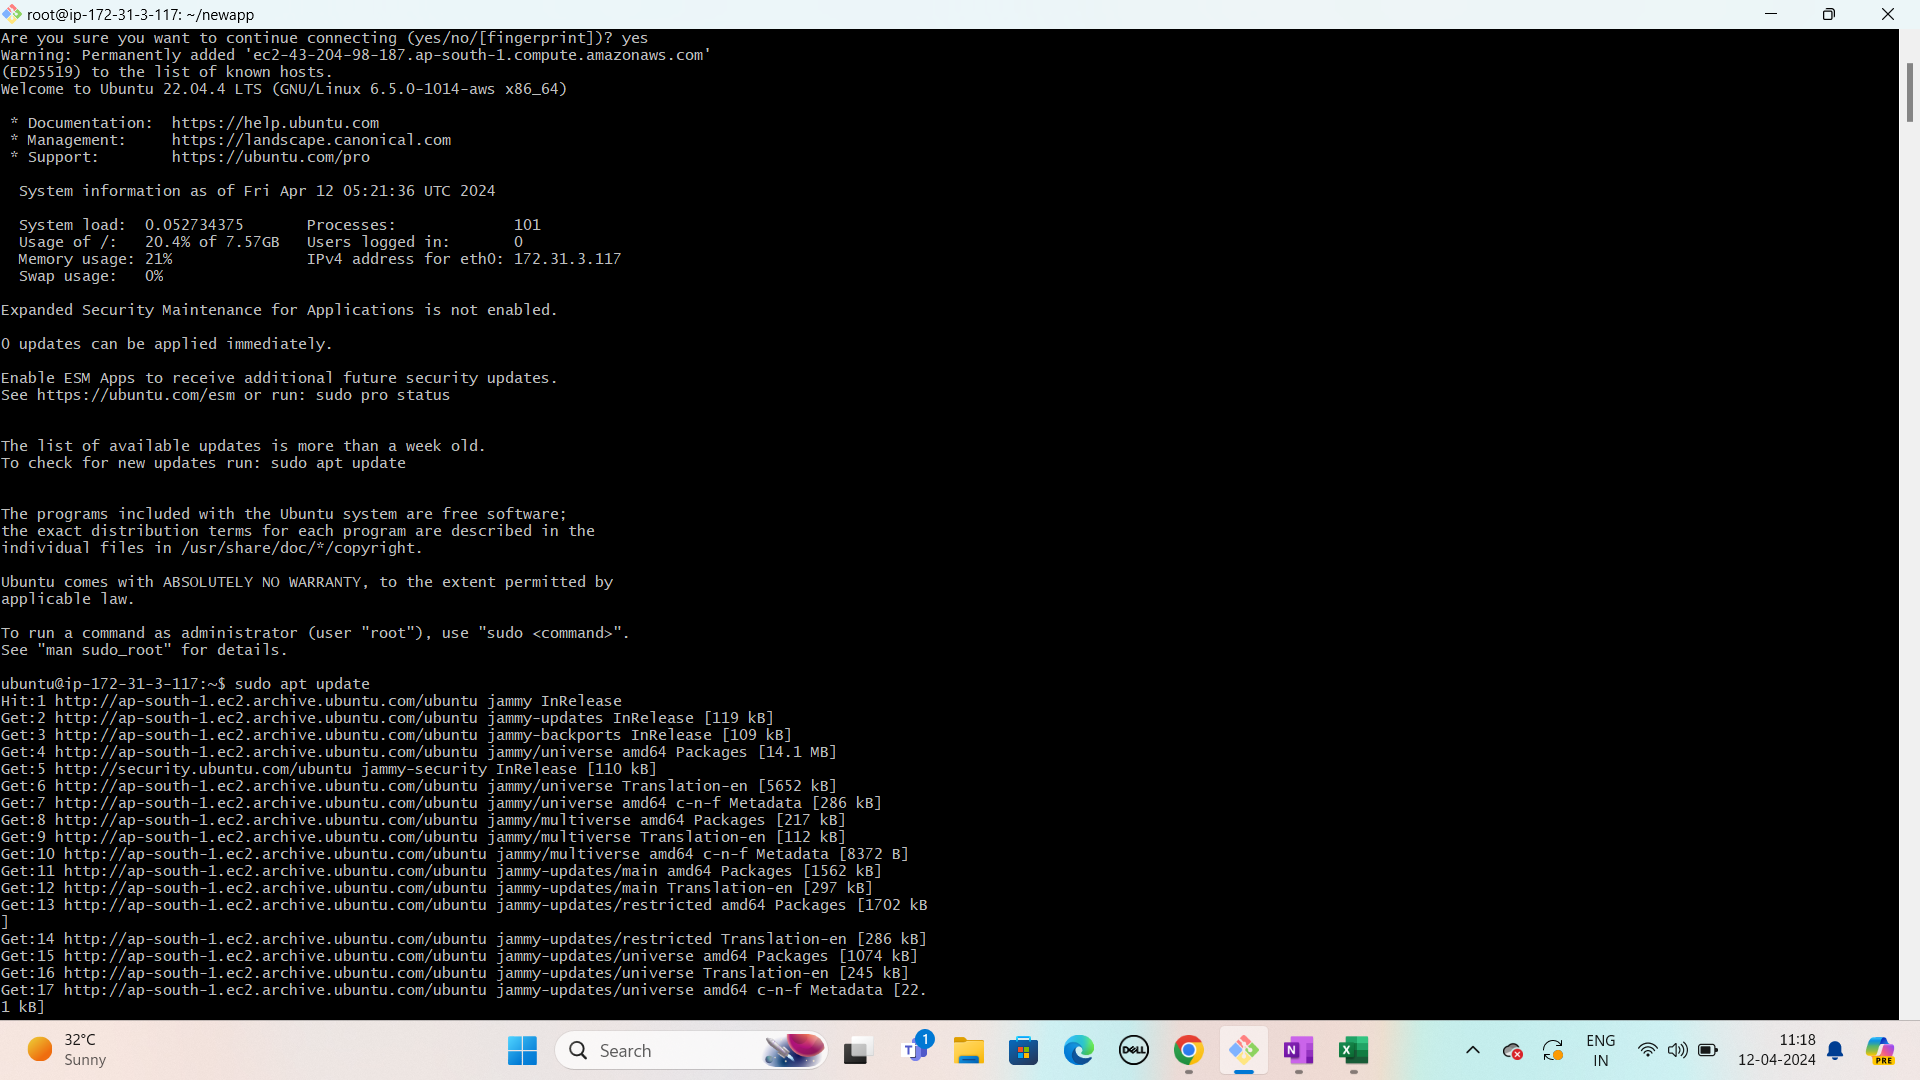 root@ip-172-31-3-117: ~/newapp
Are you sure you want to continue connecting (yes/no/[fingerprint])? yes
Warning: Permanently added 'ec2-43-204-98-187.ap-south-1.compute.amazonaws.com'
(ED25519) to the list of known hosts.
Welcome to Ubuntu 22.04.4 LTS (GNU/Linux 6.5.0-1014-aws x86_64)
* Documentation:  https://help.ubuntu.com
* Management:     https://landscape.canonical.com
* Support:        https://ubuntu.com/pro
System information as of Fri Apr 12 05:21:36 UTC 2024
System load:  0.052734375       Processes:             101
Usage of /:   20.4% of 7.57GB   Users logged in:       0
Memory usage: 21%               IPv4 address for eth0: 172.31.3.117
Swap usage:   0%
Expanded Security Maintenance for Applications is not enabled.
0 updates can be applied immediately.
Enable ESM Apps to receive additional future security updates.
See https://ubuntu.com/esm or run: sudo pro status
The list of available updates is more than a week old.
To check for new updates run: sudo apt update
The programs included with the Ubuntu system are free software;
the exact distribution terms for each program are described in the
individual files in /usr/share/doc/*/copyright.
Ubuntu comes with ABSOLUTELY NO WARRANTY, to the extent permitted by
applicable law.
To run a command as administrator (user "root"), use "sudo <command>".
See "man sudo_root" for details.
ubuntu@ip-172-31-3-117:~$ sudo apt update
Hit:1 http://ap-south-1.ec2.archive.ubuntu.com/ubuntu jammy InRelease
Get:2 http://ap-south-1.ec2.archive.ubuntu.com/ubuntu jammy-updates InRelease [119 kB]
Get:3 http://ap-south-1.ec2.archive.ubuntu.com/ubuntu jammy-backports InRelease [109 kB]
Get:4 http://ap-south-1.ec2.archive.ubuntu.com/ubuntu jammy/universe amd64 Packages [14.1 MB]
Get:5 http://security.ubuntu.com/ubuntu jammy-security InRelease [110 kB]
Get:6 http://ap-south-1.ec2.archive.ubuntu.com/ubuntu jammy/universe Translation-en [5652 kB]
Get:7 http://ap-south-1.ec2.archive.ubuntu.com/ubuntu jammy/universe amd64 c-n-f Metadata [286 kB]
Get:8 http://ap-south-1.ec2.archive.ubuntu.com/ubuntu jammy/multiverse amd64 Packages [217 kB]
Get:9 http://ap-south-1.ec2.archive.ubuntu.com/ubuntu jammy/multiverse Translation-en [112 kB]
Get:10 http://ap-south-1.ec2.archive.ubuntu.com/ubuntu jammy/multiverse amd64 c-n-f Metadata [8372 B]
Get:11 http://ap-south-1.ec2.archive.ubuntu.com/ubuntu jammy-updates/main amd64 Packages [1562 kB]
Get:12 http://ap-south-1.ec2.archive.ubuntu.com/ubuntu jammy-updates/main Translation-en [297 kB]
Get:13 http://ap-south-1.ec2.archive.ubuntu.com/ubuntu jammy-updates/restricted amd64 Packages [1702 kB
]
Get:14 http://ap-south-1.ec2.archive.ubuntu.com/ubuntu jammy-updates/restricted Translation-en [286 kB]
Get:15 http://ap-south-1.ec2.archive.ubuntu.com/ubuntu jammy-updates/universe amd64 Packages [1074 kB]
Get:16 http://ap-south-1.ec2.archive.ubuntu.com/ubuntu jammy-updates/universe Translation-en [245 kB]
Get:17 http://ap-south-1.ec2.archive.ubuntu.com/ubuntu jammy-updates/universe amd64 c-n-f Metadata [22.
1 kB]
32°C
Sunny
Search
1
DELL
ENG
IN
11:18
12-04-2024
PRE